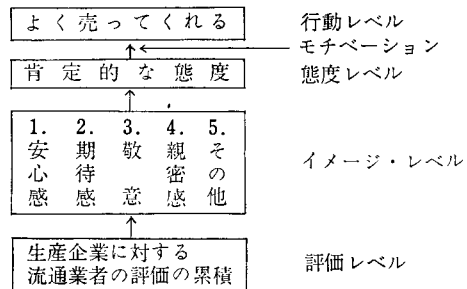 よく売ってくれる
行動レベル
モチベーション
肯定的な態度
態度レベル
1. 安心感
2. 期待感
3. 敬意
4. 親密感
5. その他
イメージ・レベル
生産企業に対する
流通業者の評価の累積
評価レベル